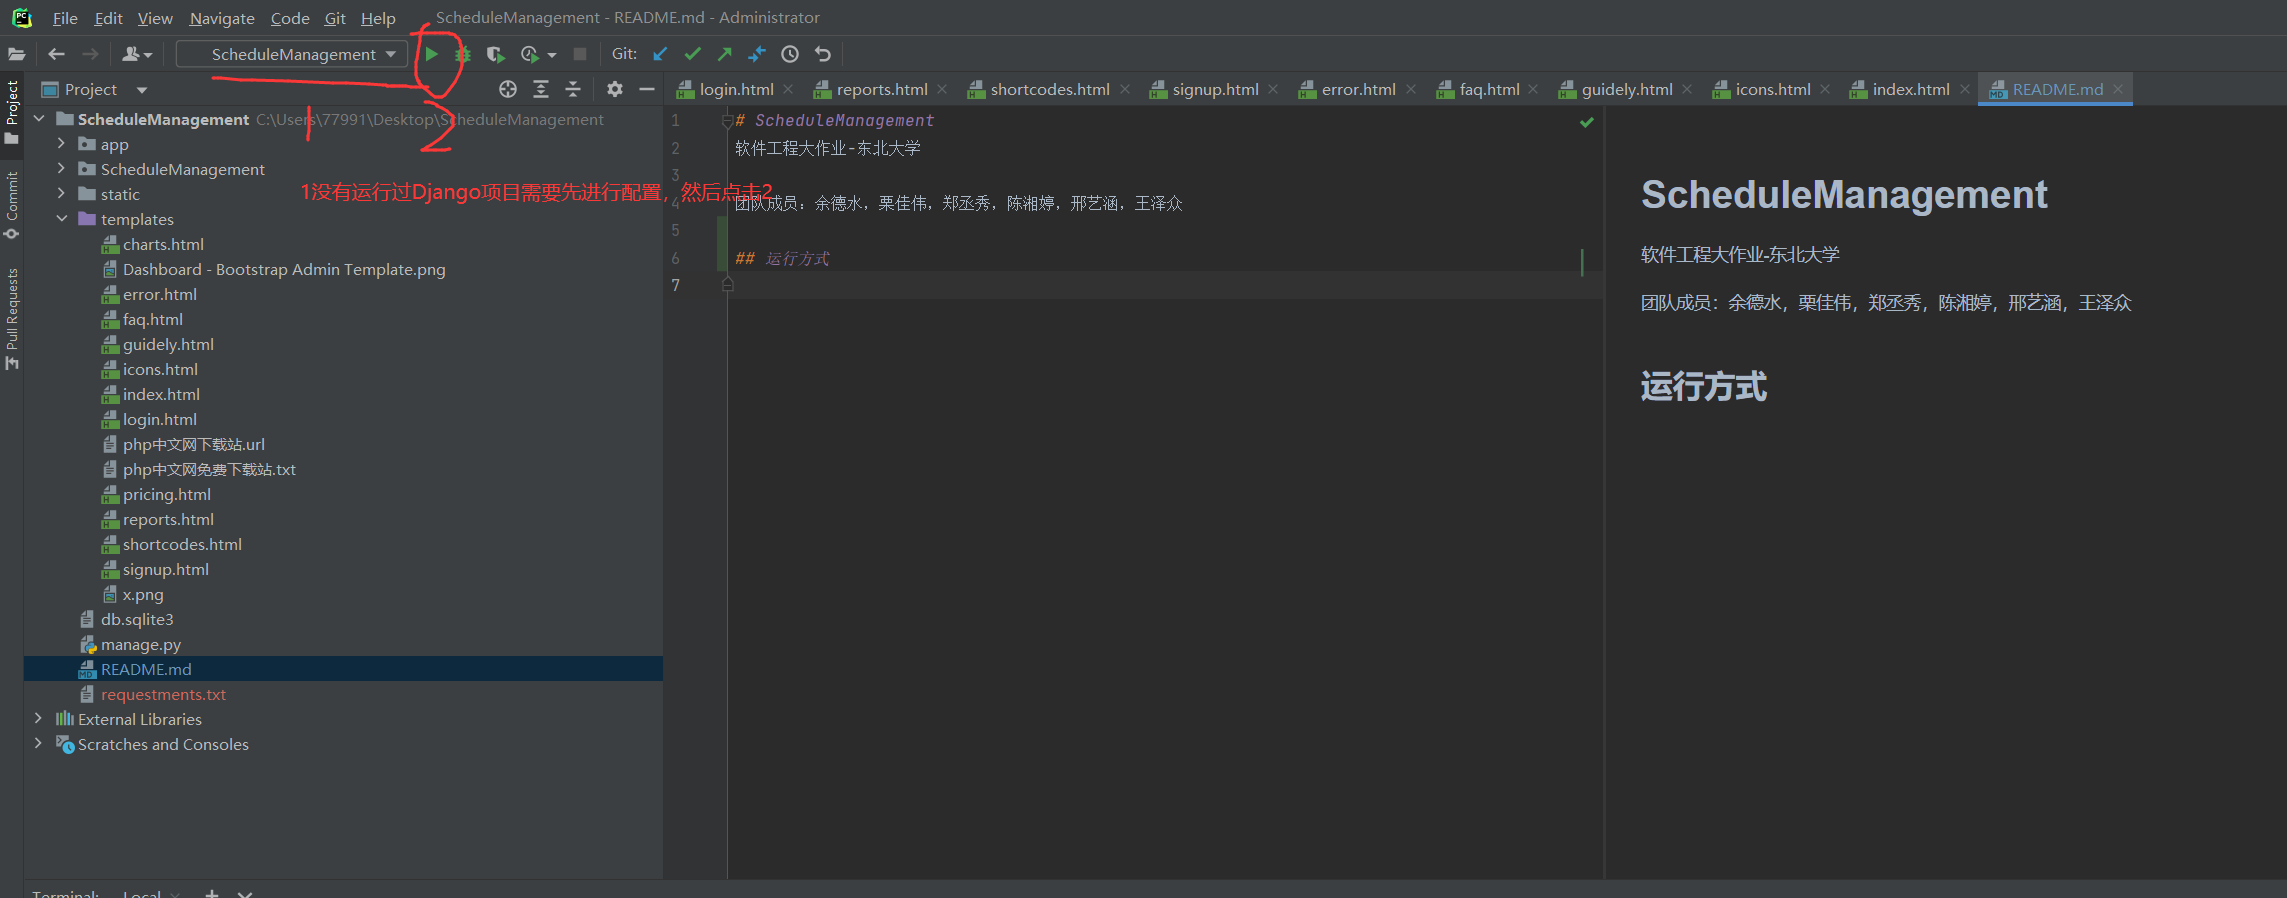 File Edit View Navigate Code Git Help ScheduleManagement - README.md - Administrator
ScheduleManagement Git:
Project
login.html reports.html shortcodes.html signup.html error.html faq.html guidely.html icons.html index.html README.md
Project
Commit
Pull Requests
ScheduleManagement C:\Users\77991\Desktop\ScheduleManagement
app
ScheduleManagement
static
templates
charts.html
Dashboard - Bootstrap Admin Template.png
error.html
faq.html
guidely.html
icons.html
index.html
login.html
php中文网下载站.url
php中文网免费下载站.txt
pricing.html
reports.html
shortcodes.html
signup.html
x.png
db.sqlite3
manage.py
README.md
requestments.txt
External Libraries
Scratches and Consoles
1
2
1没有运行过Django项目需要先进行配置，然后点击2
1 # ScheduleManagement
2 软件工程大作业-东北大学
3
4 团队成员：余德水，栗佳伟，郑丞秀，陈湘婷，邢艺涵，王泽众
5
6 ## 运行方式
7
ScheduleManagement
软件工程大作业-东北大学
团队成员：余德水，栗佳伟，郑丞秀，陈湘婷，邢艺涵，王泽众
运行方式
Terminal: Local